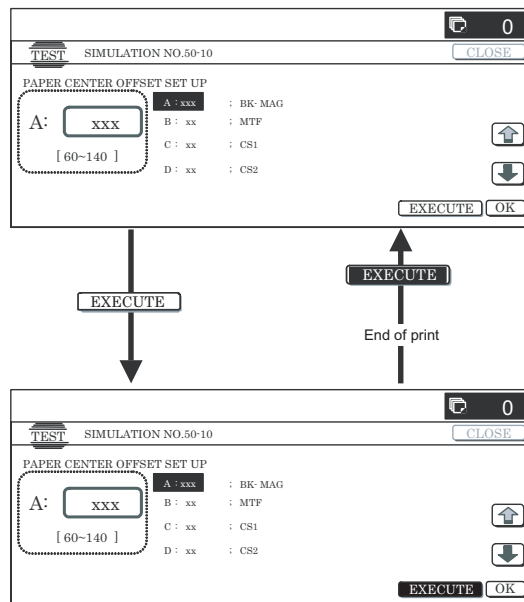 0
TEST SIMULATION NO.50-10 CLOSE
PAPER CENTER OFFSET SET UP
A: xxx
[ 60~140 ]
A : xxx ; BK- MAG
B : xx ; MTF
C : xx ; CS1
D : xx ; CS2
EXECUTE OK
EXECUTE
EXECUTE
End of print
0
TEST SIMULATION NO.50-10 CLOSE
PAPER CENTER OFFSET SET UP
A: xxx
[ 60~140 ]
A : xxx ; BK- MAG
B : xx ; MTF
C : xx ; CS1
D : xx ; CS2
EXECUTE OK